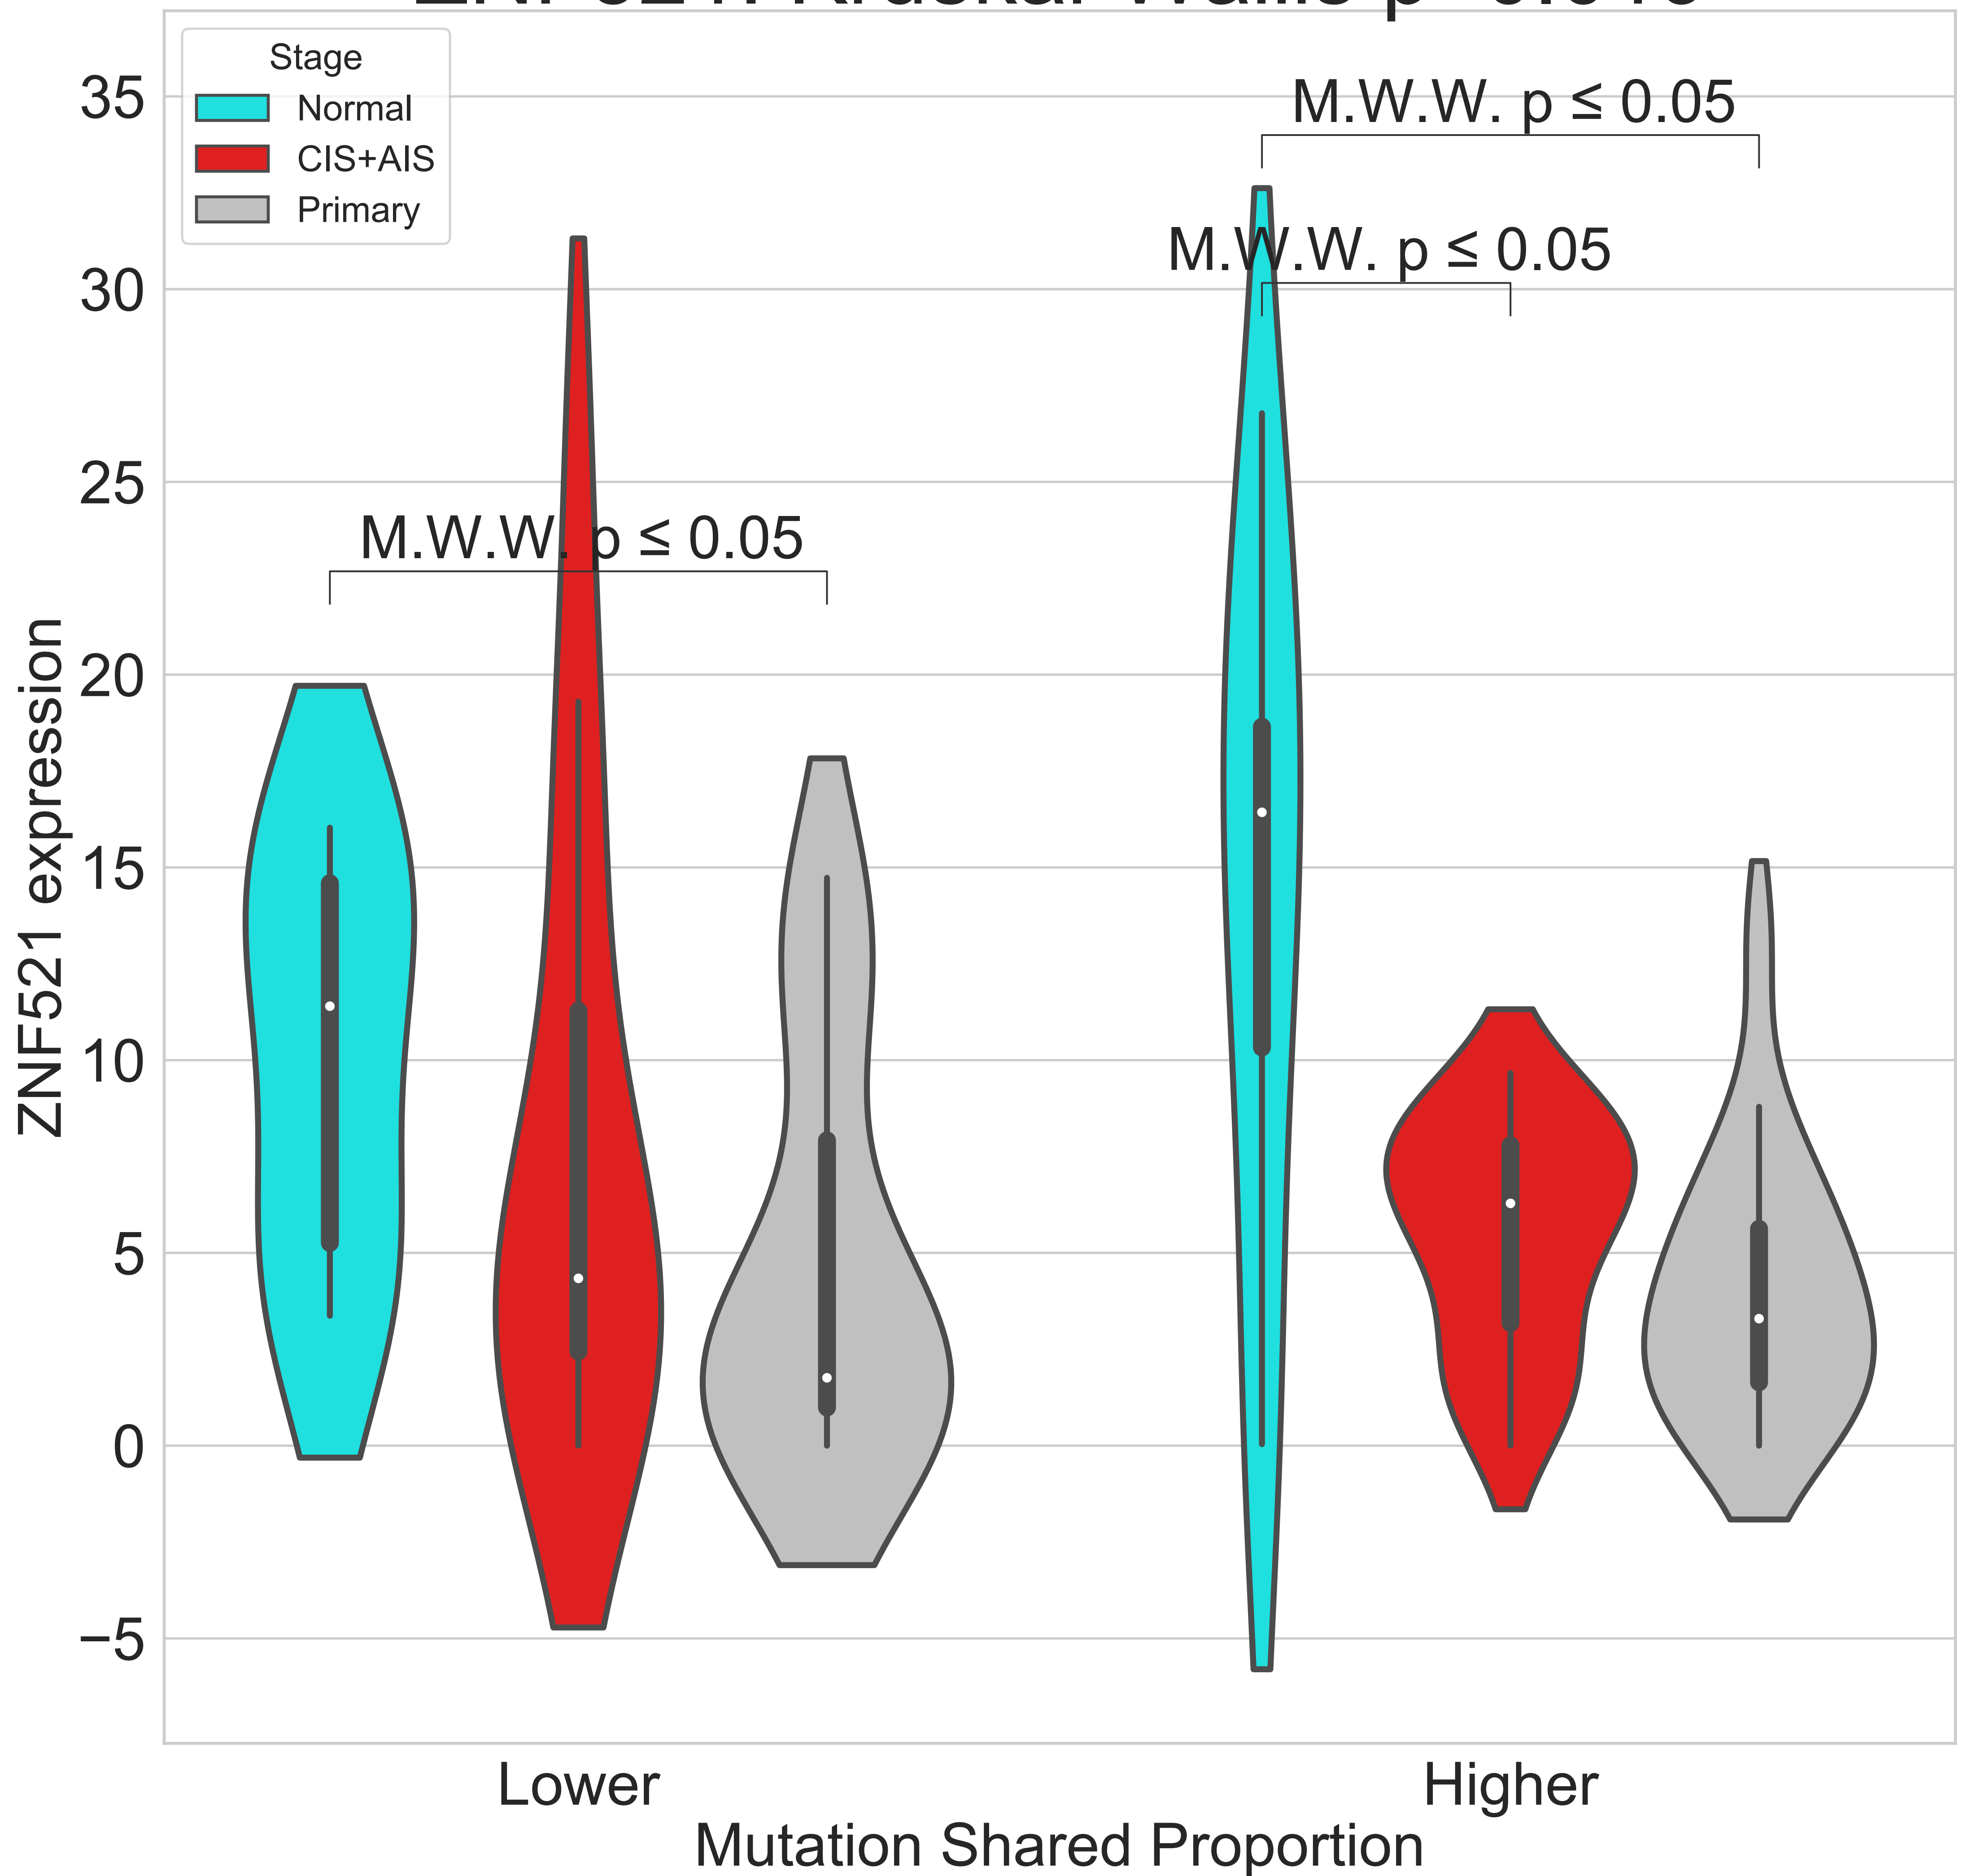 Stage
Normal
CIS+AIS
Primary
35
30
25
20
15
10
5
0
−5
ZNF521 expression
M.W.W. p ≤ 0.05
M.W.W. p ≤ 0.05
M.W.W. p ≤ 0.05
Lower
Higher
Mutation Shared Proportion